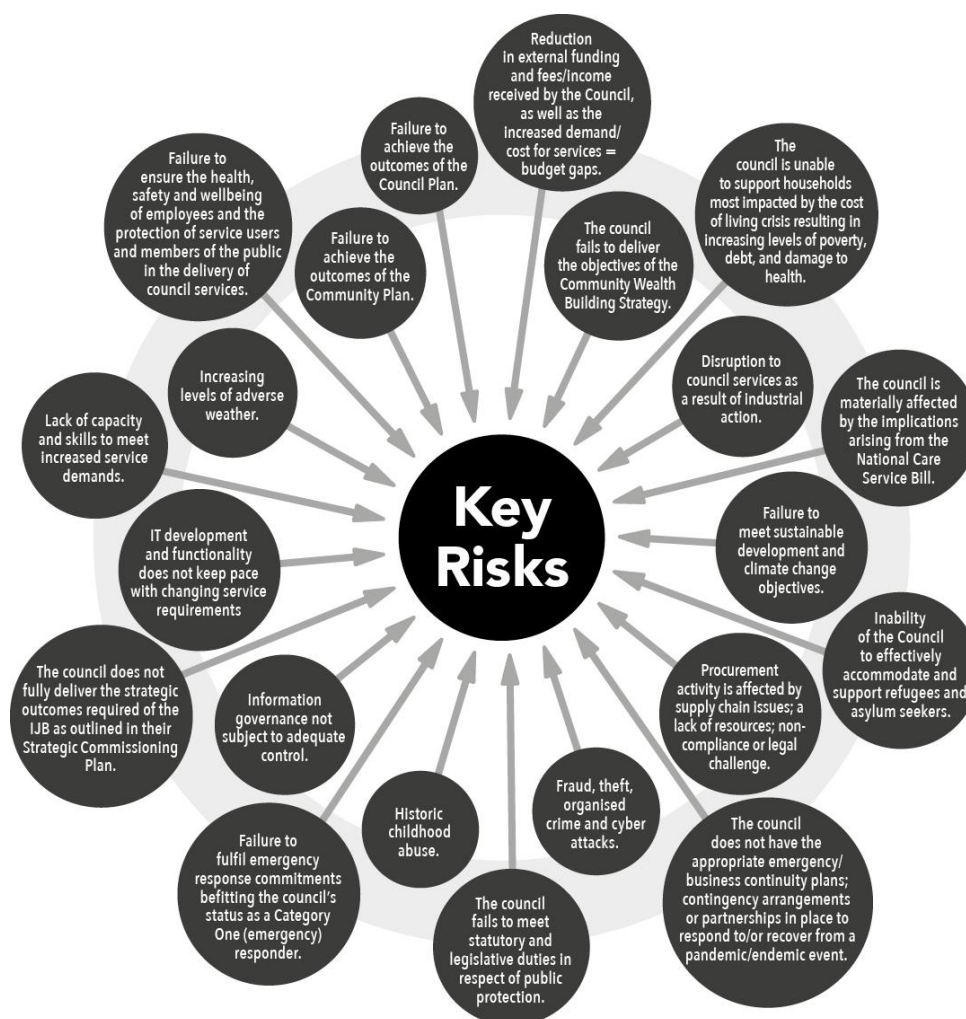 Reduction
in external funding
and fees/income
received by the Council,
as well as the
increased demand/
cost for services =
budget gaps.
The
council is unable
to support households
most impacted by the cost
of living crisis resulting in
increasing levels of poverty,
debt, and damage to
health.
The council
fails to deliver
the objectives of the
Community Wealth
Building Strategy.
Disruption to
council services as
a result of industrial
action.
The council is
materially affected
by the implications
arising from the
National Care
Service Bill.
Failure to
meet sustainable
development and
climate change
objectives.
Inability
of the Council
to effectively
accommodate and
support refugees and
asylum seekers.
Procurement
activity is affected by
supply chain issues; a
lack of resources; non-
compliance or legal
challenge.
The council
does not have the
appropriate emergency/
business continuity plans;
contingency arrangements
or partnerships in place to
respond to/or recover from a
pandemic/endemic event.
Fraud, theft,
organised
crime and cyber
attacks.
The council
fails to meet
statutory and
legislative duties in
respect of public
protection.
Historic
childhood
abuse.
Failure to
fulfil emergency
response commitments
befitting the council's
status as a Category
One (emergency)
responder.
Information
governance not
subject to adequate
control.
The council does not
fully deliver the strategic
outcomes required of the
IJB as outlined in their
Strategic Commissioning
Plan.
IT development
and functionality
does not keep pace
with changing service
requirements
Lack of capacity
and skills to meet
increased service
demands.
Increasing
levels of adverse
weather.
Failure to
ensure the health,
safety and wellbeing
of employees and the
protection of service users
and members of the public
in the delivery of
council services.
Failure to
achieve the
outcomes of the
Community Plan.
Failure to
achieve the
outcomes of the
Council Plan.
Key
Risks